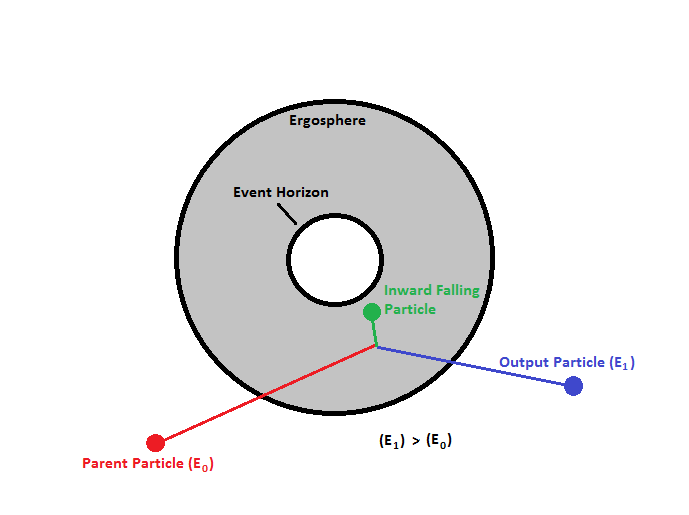 Ergosphere
Event Horizon
Inward Falling
Particle
Output Particle (E₁)
(E₁) > (E₀)
Parent Particle (E₀)